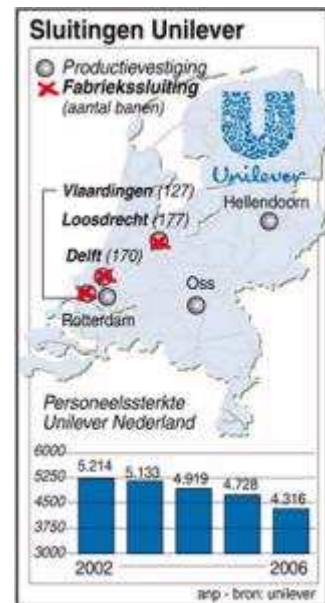 Sluitingen Unilever
Productievestiging
Fabriekssluiting
(aantal banen)
Unilever
Vlaardingen (127)
Hellendoorn
Loosdrecht (177)
Delft (170)
Oss
Rotterdam
Personeelssterkte
Unilever Nederland
6000
5250
4500
3750
3000
5.214
5.133
4.919
4.728
4.316
2002
2006
anp - bron: unilever